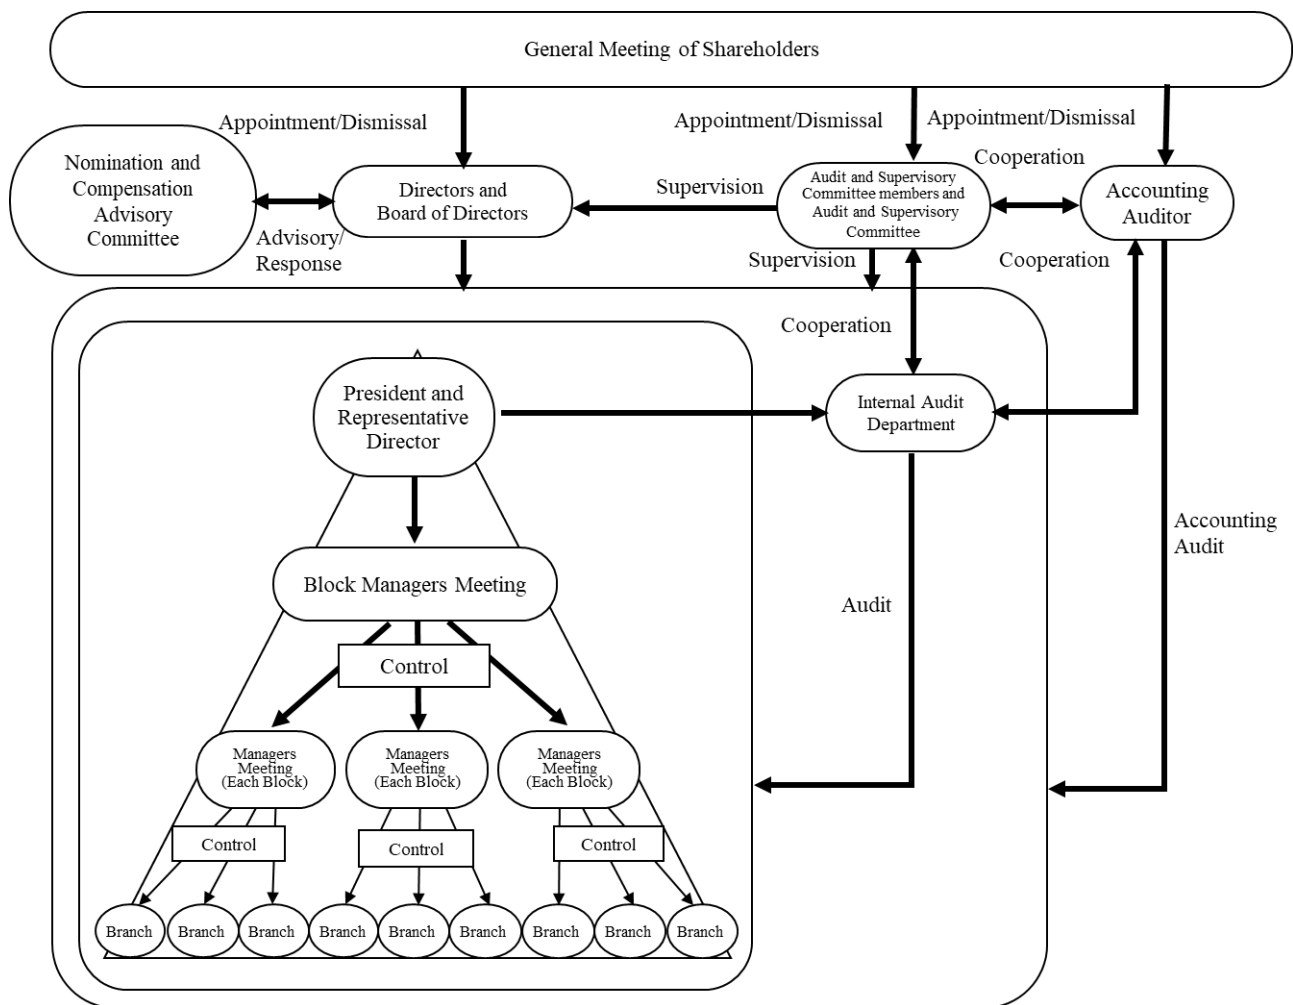 General Meeting of Shareholders
Appointment/Dismissal
Appointment/Dismissal
Appointment/Dismissal
Nomination and
Compensation
Advisory
Committee
Advisory/
Response
Directors and
Board of Directors
Supervision
Audit and Supervisory
Committee members and
Audit and Supervisory
Committee
Cooperation
Accounting
Auditor
Supervision
Cooperation
Cooperation
President and
Representative
Director
Internal Audit
Department
Accounting
Audit
Block Managers Meeting
Audit
Control
Managers
Meeting
(Each Block)
Managers
Meeting
(Each Block)
Managers
Meeting
(Each Block)
Control
Control
Control
Branch
Branch
Branch
Branch
Branch
Branch
Branch
Branch
Branch